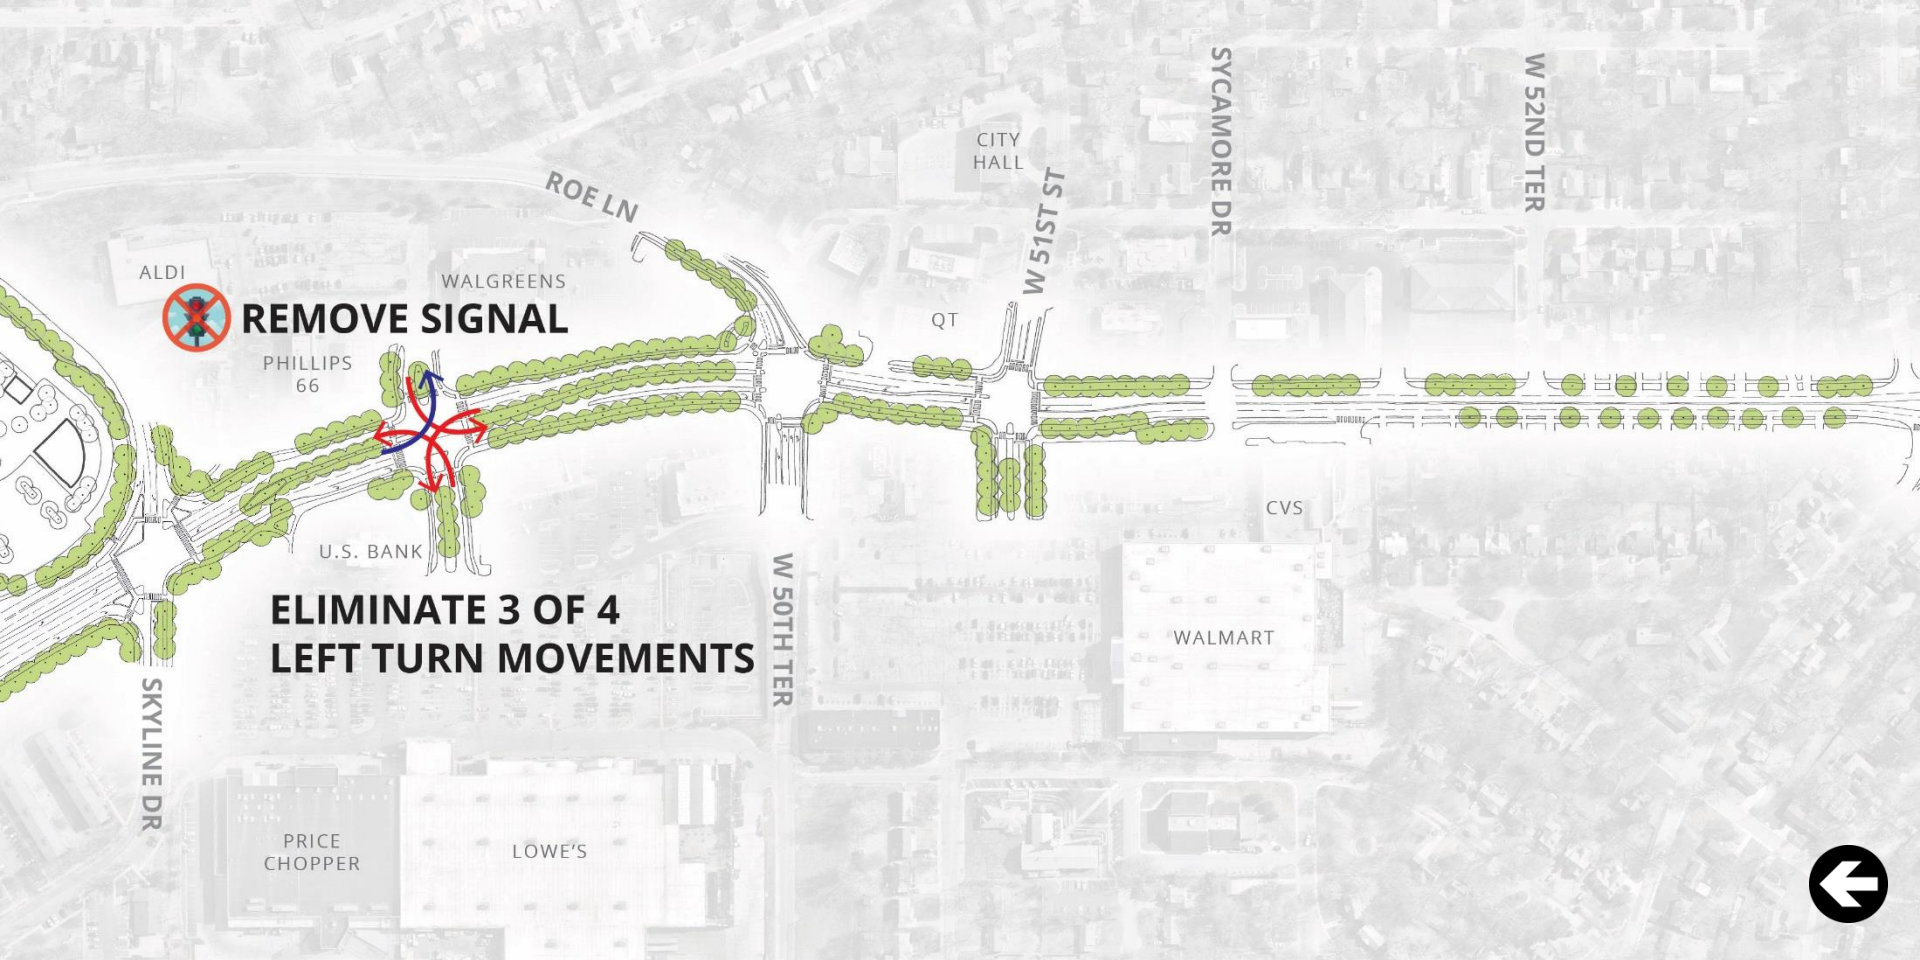 SYCAMORE DR
W 52ND TER
CITY
HALL
ROE LN
W 51ST ST
ALDI
WALGREENS
REMOVE SIGNAL
QT
PHILLIPS
66
CVS
U.S. BANK
ELIMINATE 3 OF 4
LEFT TURN MOVEMENTS
W 50TH TER
WALMART
SKYLINE DR
PRICE
CHOPPER
LOWE'S